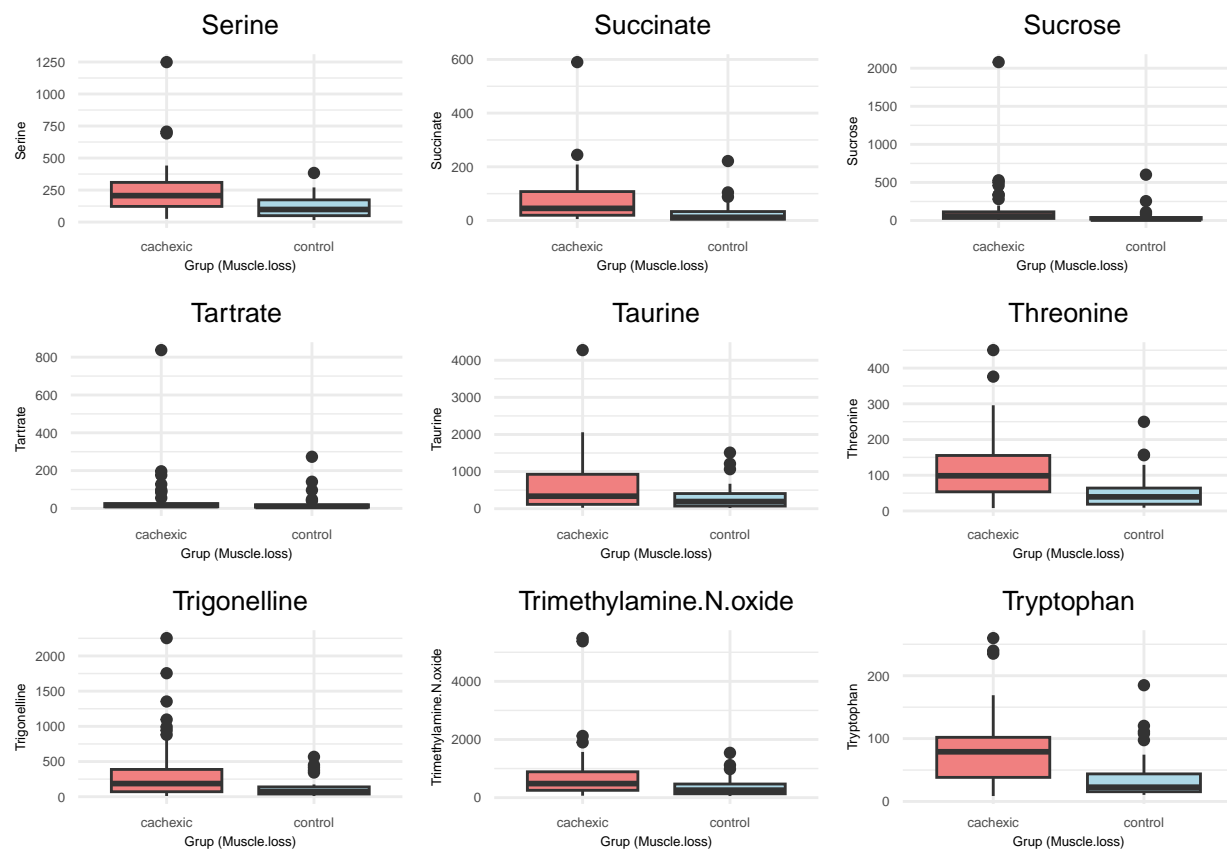 Serine
Serine
1250
1000
750
500
250
0
cachexic control
Grup (Muscle.loss)
Succinate
Succinate
600
400
200
0
cachexic control
Grup (Muscle.loss)
Sucrose
Sucrose
2000
1500
1000
500
0
cachexic control
Grup (Muscle.loss)
Tartrate
Tartrate
800
600
400
200
0
cachexic control
Grup (Muscle.loss)
Taurine
Taurine
4000
3000
2000
1000
0
cachexic control
Grup (Muscle.loss)
Threonine
Threonine
400
300
200
100
0
cachexic control
Grup (Muscle.loss)
Trigonelline
Trigonelline
2000
1500
1000
500
0
cachexic control
Grup (Muscle.loss)
Trimethylamine.N.oxide
Trimethylamine.N.oxide
4000
2000
0
cachexic control
Grup (Muscle.loss)
Tryptophan
Tryptophan
200
100
0
cachexic control
Grup (Muscle.loss)